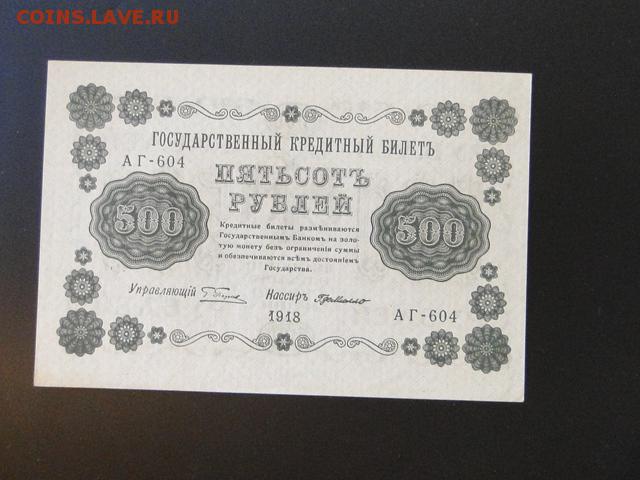 COINS.LAVE.RU
ГОСУДАРСТВЕННЫЙ КРЕДИТНЫЙ БИЛЕТЪ
АГ-604
ПЯТЬСОТЪ
РУБЛЕЙ
500
500
Кредитные билеты размѣниваются
Государственнымъ Банкомъ на золо-
тую монету безъ ограниченія суммы
и обезпечиваются всѣмъ достояніемъ
Государства.
Управляющій
Кассиръ
1918
АГ-604